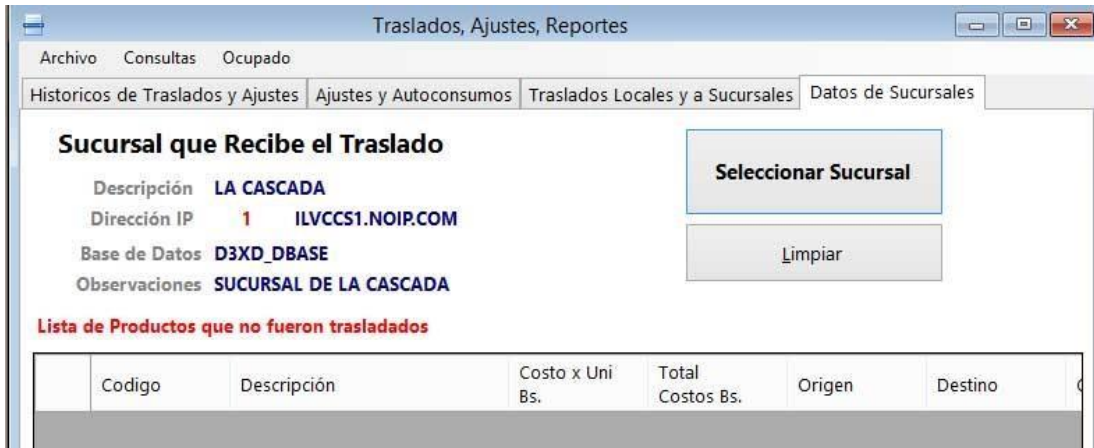 Traslados, Ajustes, Reportes
Archivo Consultas Ocupado
Historicos de Traslados y Ajustes Ajustes y Autoconsumos Traslados Locales y a Sucursales Datos de Sucursales
Sucursal que Recibe el Traslado
Seleccionar Sucursal
Descripción LA CASCADA
Dirección IP 1 ILVCCS1.NOIP.COM
Limpiar
Base de Datos D3XD_DBASE
Observaciones SUCURSAL DE LA CASCADA
Lista de Productos que no fueron trasladados
Codigo Descripción Costo x Uni Bs. Total Costos Bs. Origen Destino